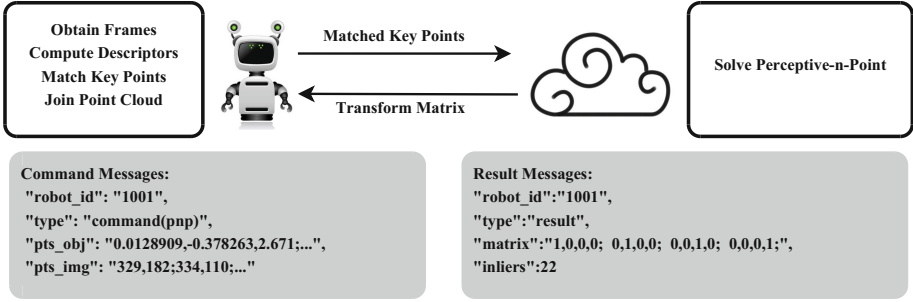 Obtain Frames
Compute Descriptors
Match Key Points
Join Point Cloud
Matched Key Points
Transform Matrix
Solve Perceptive-n-Point
Command Messages:
"robot_id": "1001",
"type": "command(pnp)",
"pts_obj": "0.0128909,-0.378263,2.671;...",
"pts_img": "329,182;334,110;..."
Result Messages:
"robot_id":"1001",
"type":"result",
"matrix":"1,0,0,0;  0,1,0,0;  0,0,1,0;  0,0,0,1;",
"inliers":22